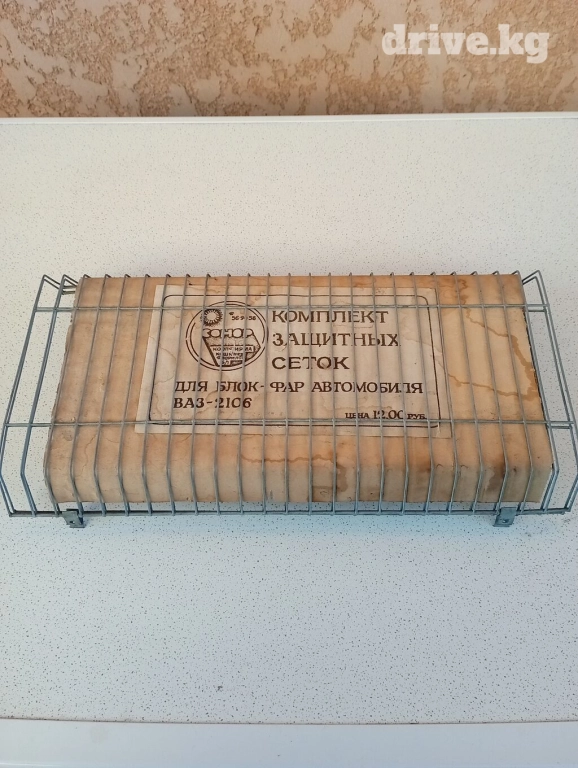 drive.kg
КОМПЛЕКТ
ЗАЩИТНЫХ
СЕТОК
ДЛЯ БЛОК-ФАР АВТОМОБИЛЯ
ВАЗ-2106
ЦЕНА 12.00 РУБ.